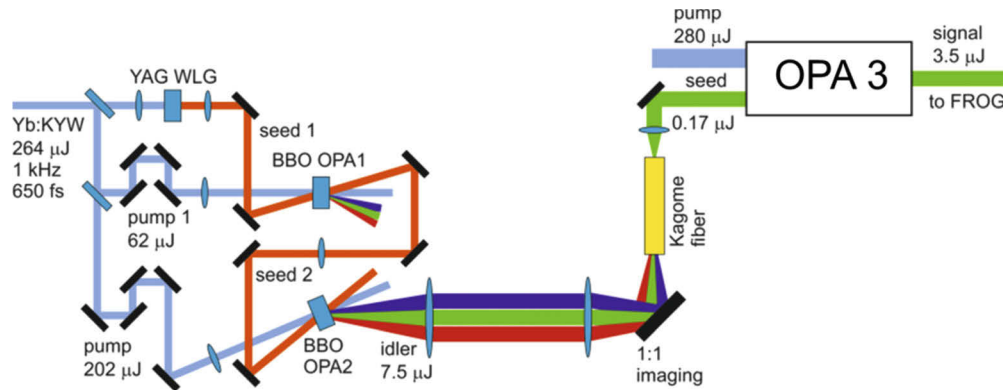 YAG WLG
Yb:KYW
264 μJ
1 kHz
650 fs
seed 1
BBO OPA1
pump 1
62 μJ
seed 2
pump
202 μJ
BBO
OPA2
idler
7.5 μJ
1:1
imaging
Kagome
fiber
pump
280 μJ
seed
0.17 μJ
OPA 3
signal
3.5 μJ
to FROG